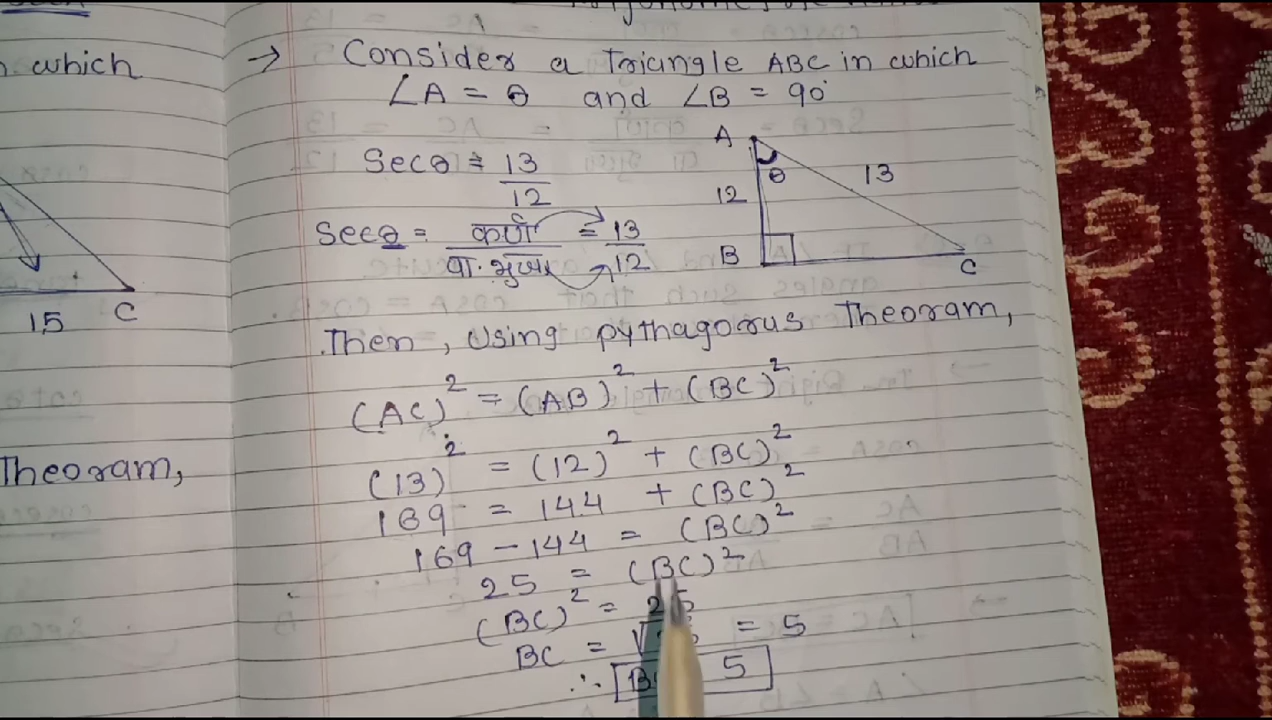 which
→ Consider a Triangle ABC in which
∠A = θ and ∠B = 90°
Secθ = 13/12
Secθ = कर्ण/पा. भुजा = 13/12
A
θ
13
12
B
C
15
C
Then, Using pythagorus Theoram,
(AC)² = (AB)² + (BC)²
(13)² = (12)² + (BC)²
Theoram,
169 = 144 + (BC)²
169 - 144 = (BC)²
25 = (BC)²
(BC)² = 25
BC = √ = 5
∴ 5